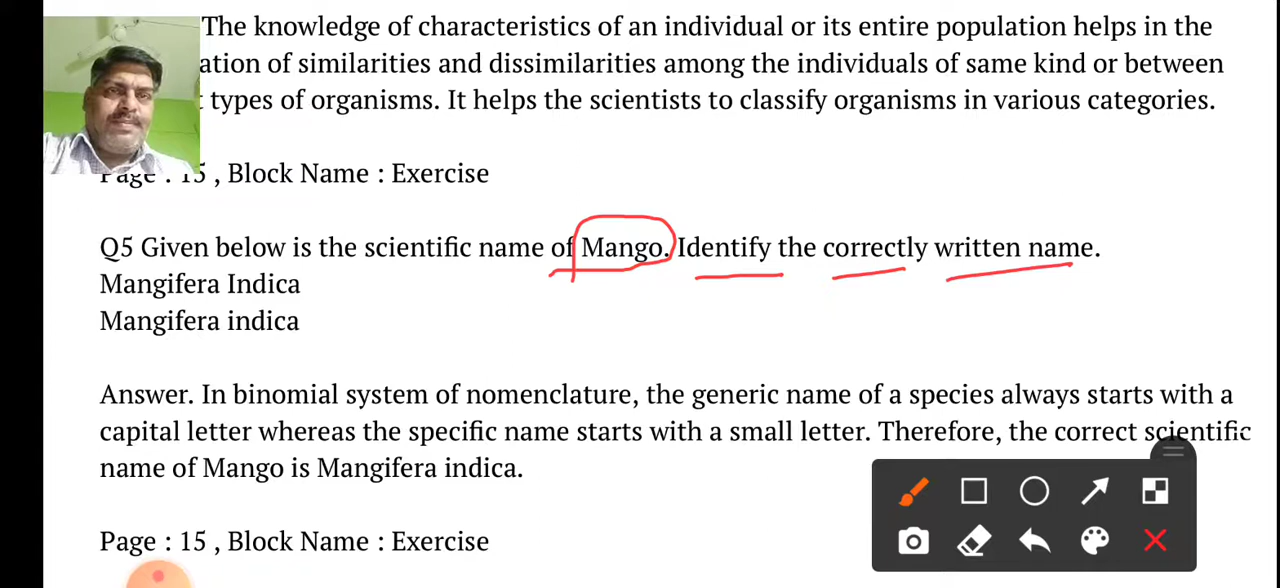 The knowledge of characteristics of an individual or its entire population helps in the
ation of similarities and dissimilarities among the individuals of same kind or between
t types of organisms. It helps the scientists to classify organisms in various categories.
Page : 15 , Block Name : Exercise
Q5 Given below is the scientific name of Mango. Identify the correctly written name.
Mangifera Indica
Mangifera indica
Answer. In binomial system of nomenclature, the generic name of a species always starts with a
capital letter whereas the specific name starts with a small letter. Therefore, the correct scientific
name of Mango is Mangifera indica.
Page : 15 , Block Name : Exercise